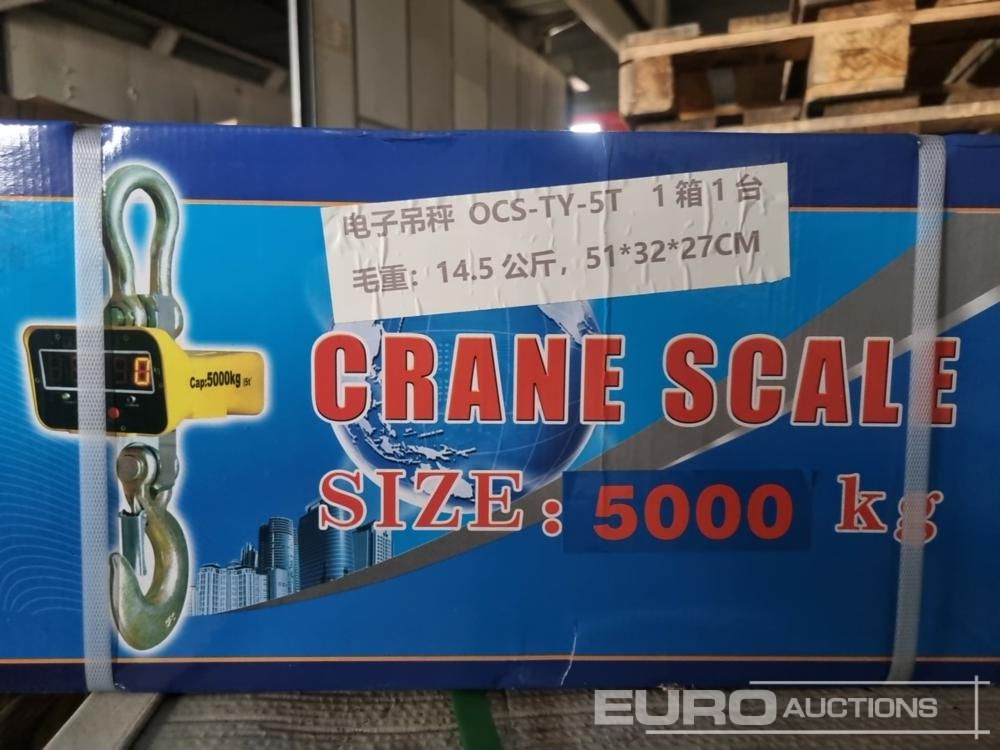 电子吊秤 OCS-TY-5T 1箱1台
毛重：14.5 公斤，51*32*27CM
CRANE SCALE
SIZE：5000 kg
0
Cap:5000kg
EURO AUCTIONS